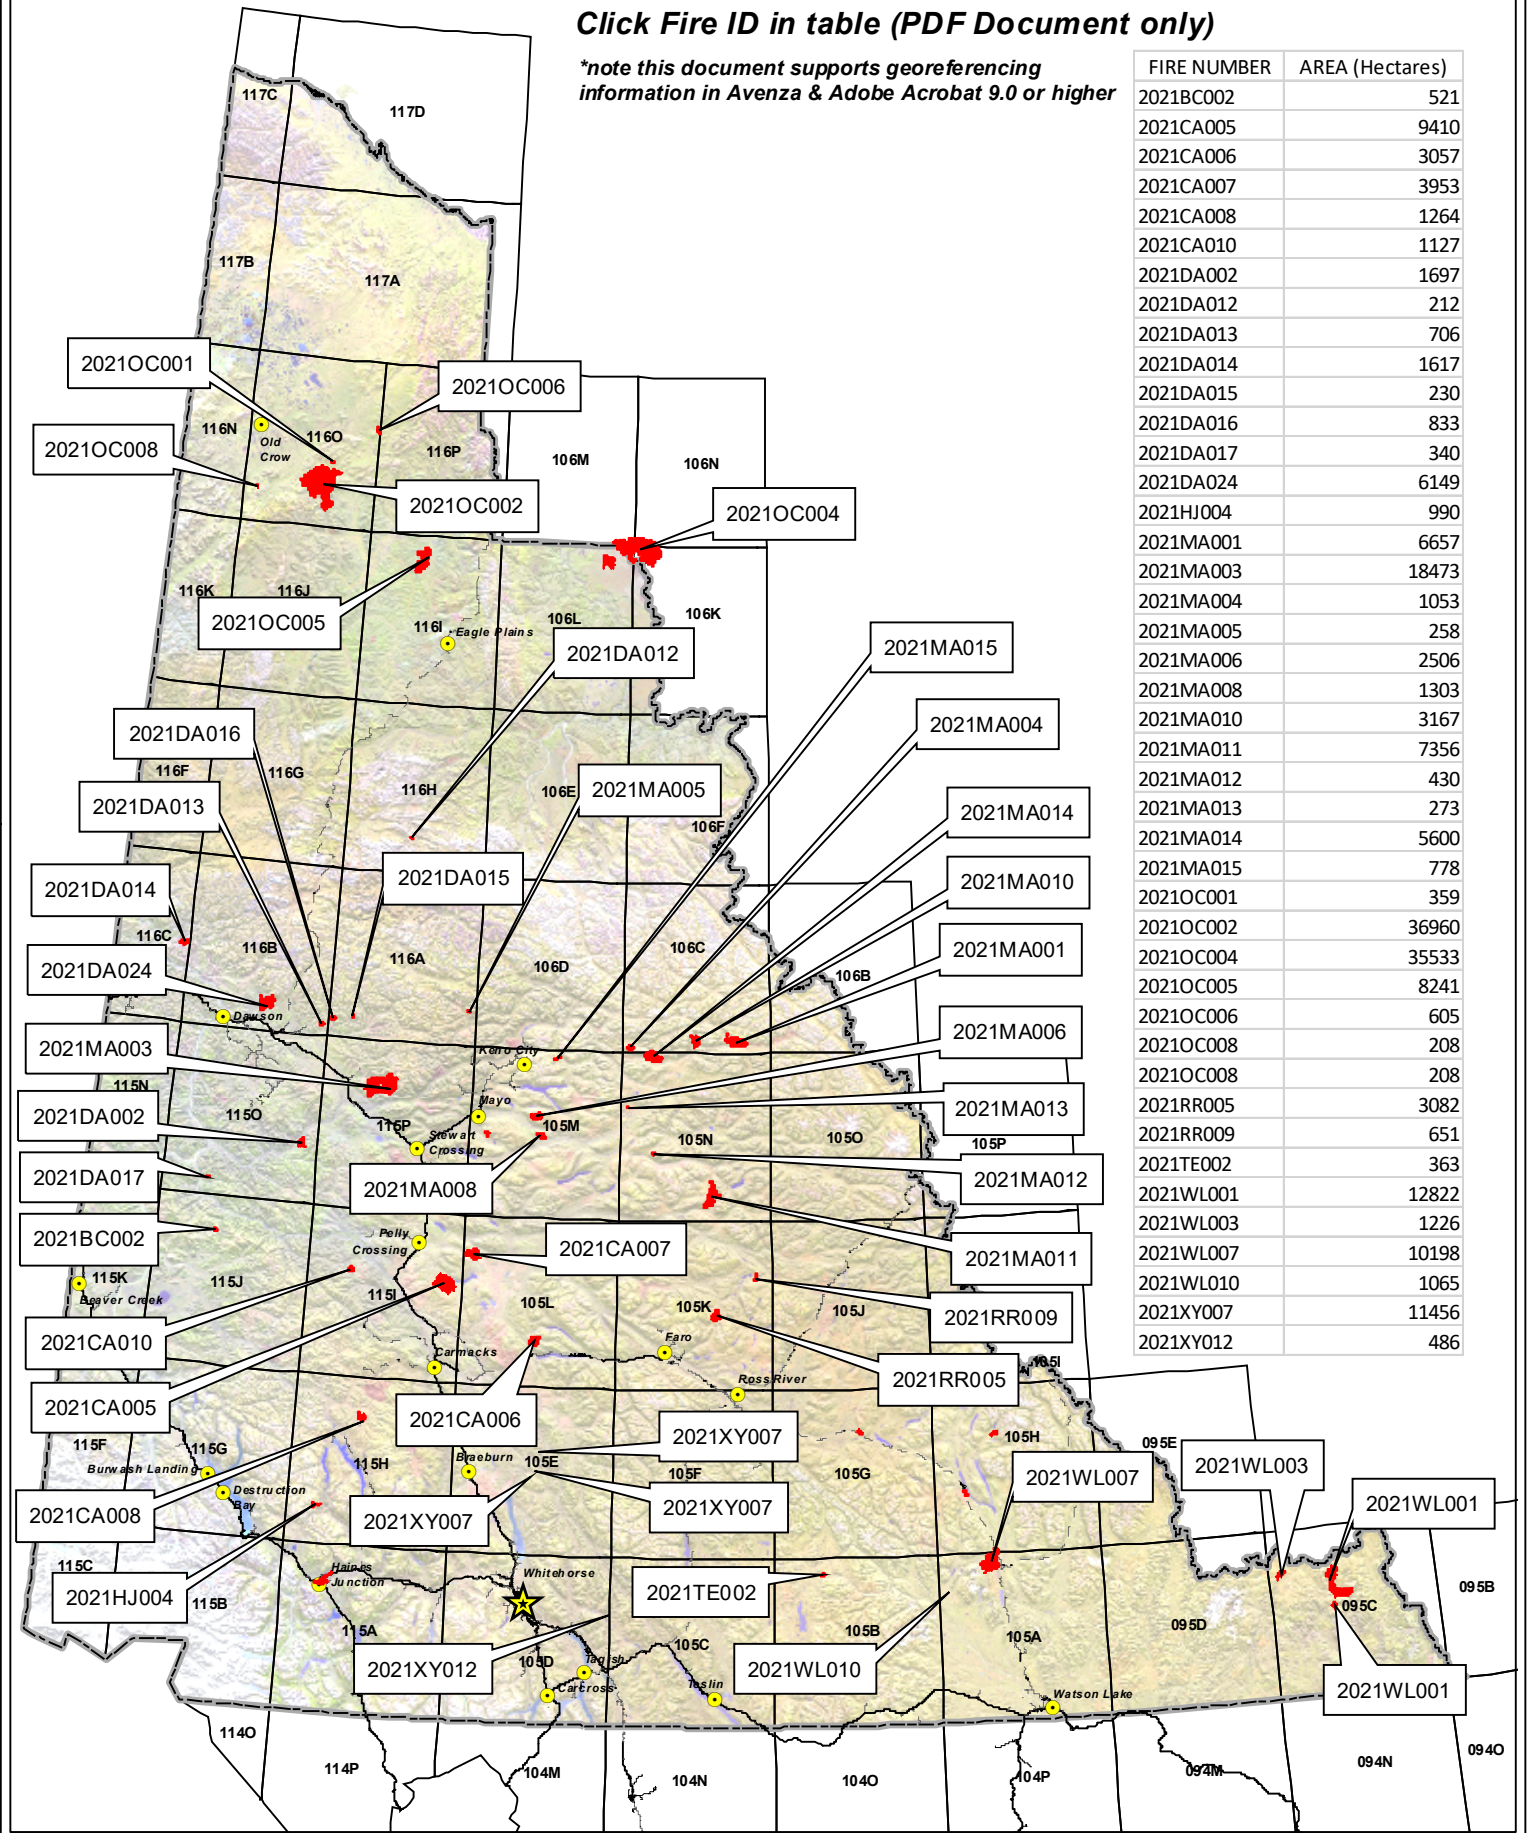 Click Fire ID in table (PDF Document only)
*note this document supports georeferencing
information in Avenza & Adobe Acrobat 9.0 or higher
FIRE NUMBER AREA (Hectares)
2021BC002 521
2021CA005 9410
2021CA006 3057
2021CA007 3953
2021CA008 1264
2021CA010 1127
2021DA002 1697
2021DA012 212
2021DA013 706
2021DA014 1617
2021DA015 230
2021DA016 833
2021DA017 340
2021DA024 6149
2021HJ004 990
2021MA001 6657
2021MA003 18473
2021MA004 1053
2021MA005 258
2021MA006 2506
2021MA008 1303
2021MA010 3167
2021MA011 7356
2021MA012 430
2021MA013 273
2021MA014 5600
2021MA015 778
2021OC001 359
2021OC002 36960
2021OC004 35533
2021OC005 8241
2021OC006 605
2021OC008 208
2021OC008 208
2021RR005 3082
2021RR009 651
2021TE002 363
2021WL001 12822
2021WL003 1226
2021WL007 10198
2021WL010 1065
2021XY007 11456
2021XY012 486
117C
117D
117B
117A
2021OC001
2021OC006
116N
Old
Crow
116O
116P
2021OC008
106M
106N
2021OC002
2021OC004
116K
116J
2021OC005
116I
Eagle Plains
106L
106K
2021DA012
2021MA015
2021DA016
2021MA004
116F
116G
116H
106E
2021MA005
2021DA013
106F
2021MA014
2021DA014
2021DA015
2021MA010
116C
116B
116A
106D
106C
106B
2021MA001
2021DA024
Dawson
2021MA003
Keno City
2021MA006
115N
115O
Mayo
2021MA013
2021DA002
115P
Stewart
Crossing
105M
105N
105O
105P
2021DA017
2021MA008
2021MA012
2021BC002
Pelly
Crossing
2021CA007
2021MA011
115K
Beaver Creek
115J
115I
105L
105K
105J
2021RR009
2021CA010
Carmacks
Faro
105I
2021CA005
2021CA006
Ross River
2021RR005
115F
115G
Burwash Landing
115H
Braeburn
105E
2021XY007
105F
105G
105H
095E
2021WL003
2021WL007
2021WL001
Destruction
Bay
2021CA008
2021XY007
2021XY007
115C
Haines
Junction
Whitehorse
2021HJ004
115B
2021TE002
095B
095C
115A
105D
105C
105B
105A
095D
2021XY012
Tagish
2021WL010
2021WL001
Carcross
Teslin
Watson Lake
114O
114P
104M
104N
104O
104P
094M
094N
094O